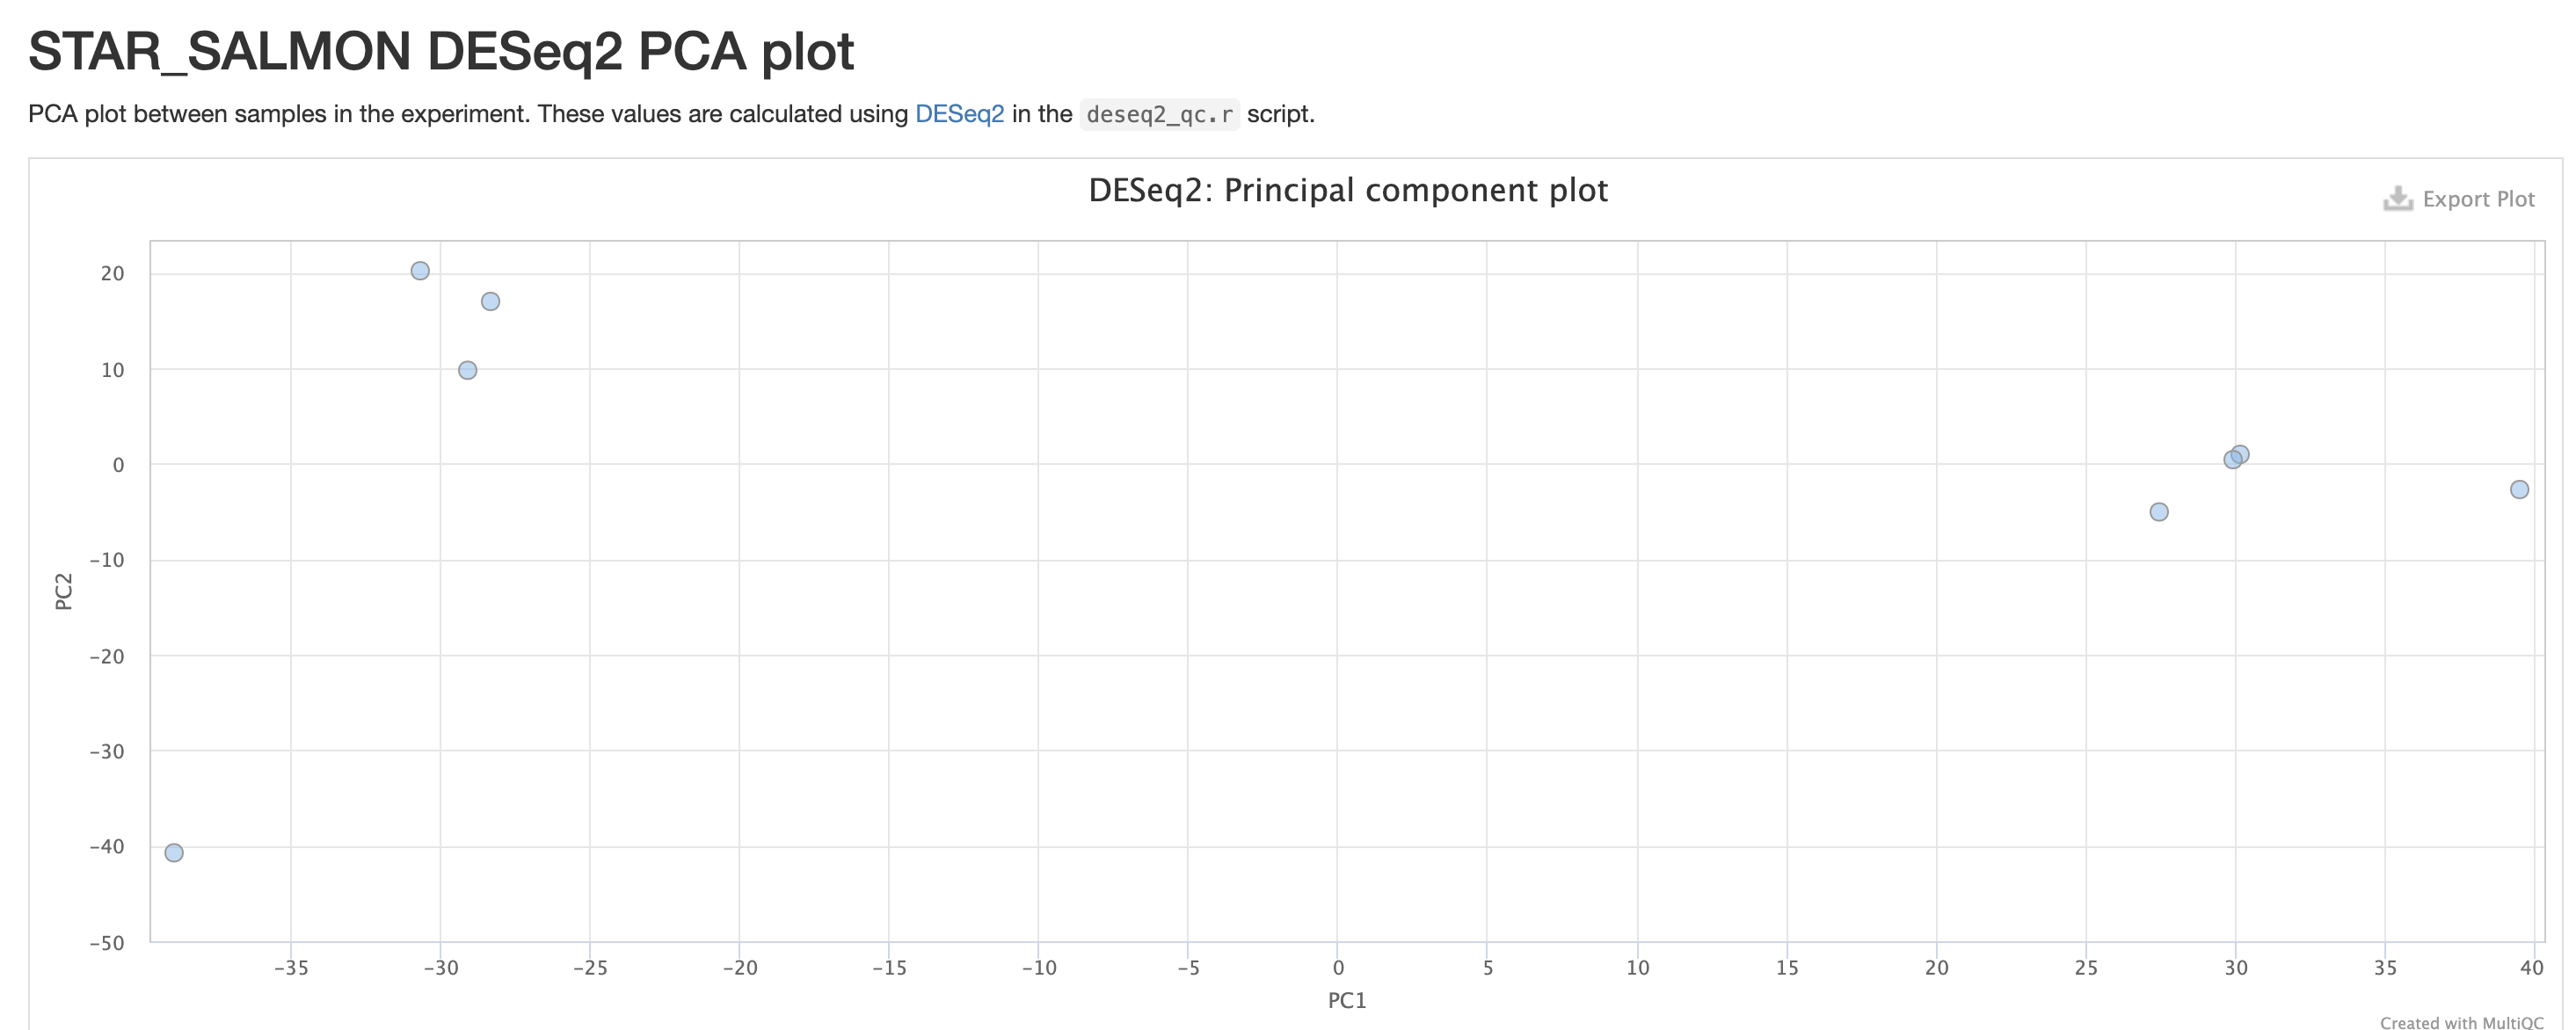 STAR_SALMON DESeq2 PCA plot
PCA plot between samples in the experiment. These values are calculated using DESeq2 in the deseq2_qc.r script.
DESeq2: Principal component plot
Export Plot
20
10
0
−10
−20
−30
−40
−50
PC2
−35 −30 −25 −20 −15 −10 −5 0 5 10 15 20 25 30 35 40
PC1
Created with MultiQC